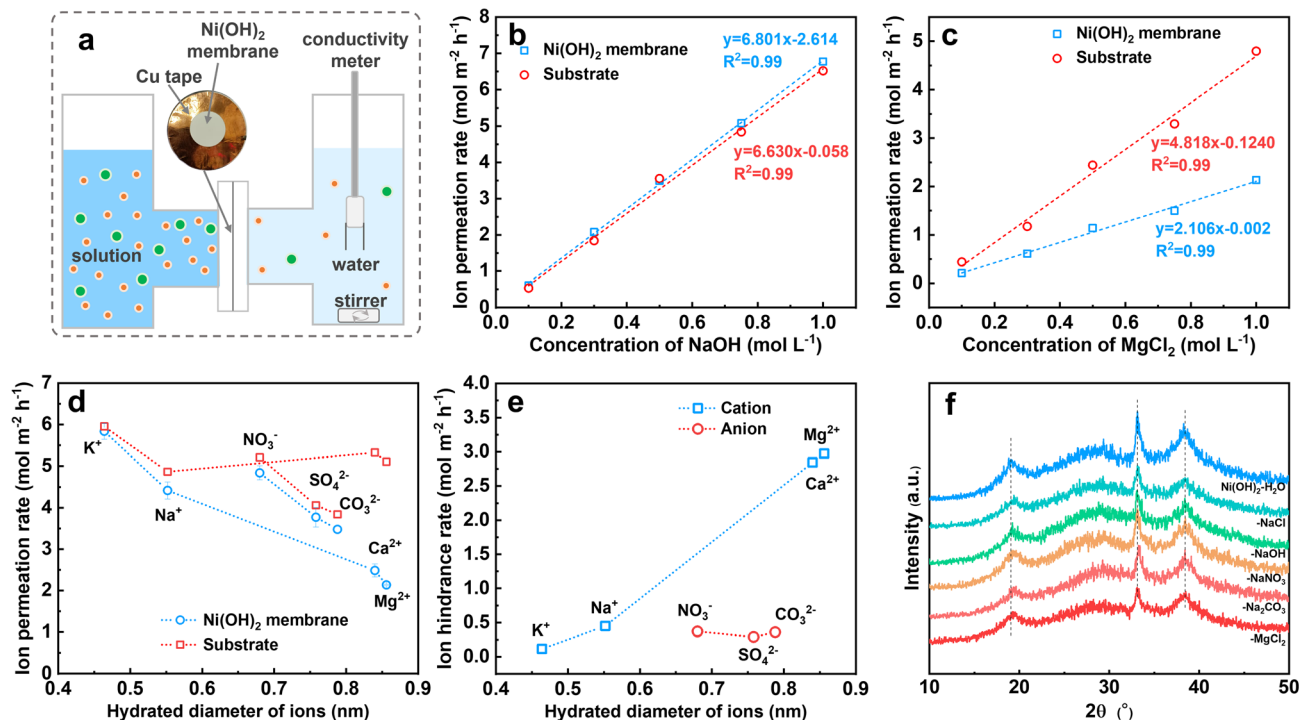 a
Ni(OH)2
membrane
Cu tape
conductivity
meter
solution
water
stirrer
b
Ion permeation rate (mol m-2 h-1)
8
7
6
5
4
3
2
1
0
Ni(OH)2 membrane
Substrate
y=6.801x-2.614
R2=0.99
y=6.630x-0.058
R2=0.99
0.0 0.2 0.4 0.6 0.8 1.0
Concentration of NaOH (mol L-1)
c
Ion permeation rate (mol m-2 h-1)
5
4
3
2
1
0
Ni(OH)2 membrane
Substrate
y=4.818x-0.1240
R2=0.99
y=2.106x-0.002
R2=0.99
0.0 0.2 0.4 0.6 0.8 1.0
Concentration of MgCl2 (mol L-1)
d
Ion permeation rate (mol m-2 h-1)
7
6
5
4
3
2
1
0
K+
Na+
NO3-
SO42-
CO32-
Ca2+
Mg2+
Ni(OH)2 membrane
Substrate
0.4 0.5 0.6 0.7 0.8 0.9
Hydrated diameter of ions (nm)
e
Ion hindrance rate (mol m-2 h-1)
4.0
3.5
3.0
2.5
2.0
1.5
1.0
0.5
0.0
Cation
Anion
Mg2+
Ca2+
K+
Na+
NO3-
SO42-
CO32-
0.4 0.5 0.6 0.7 0.8 0.9
Hydrated diameter of ions (nm)
f
Intensity (a.u.)
Ni(OH)2-H2O
-NaCl
-NaOH
-NaNO3
-Na2CO3
-MgCl2
10 20 30 40 50
2θ (°)